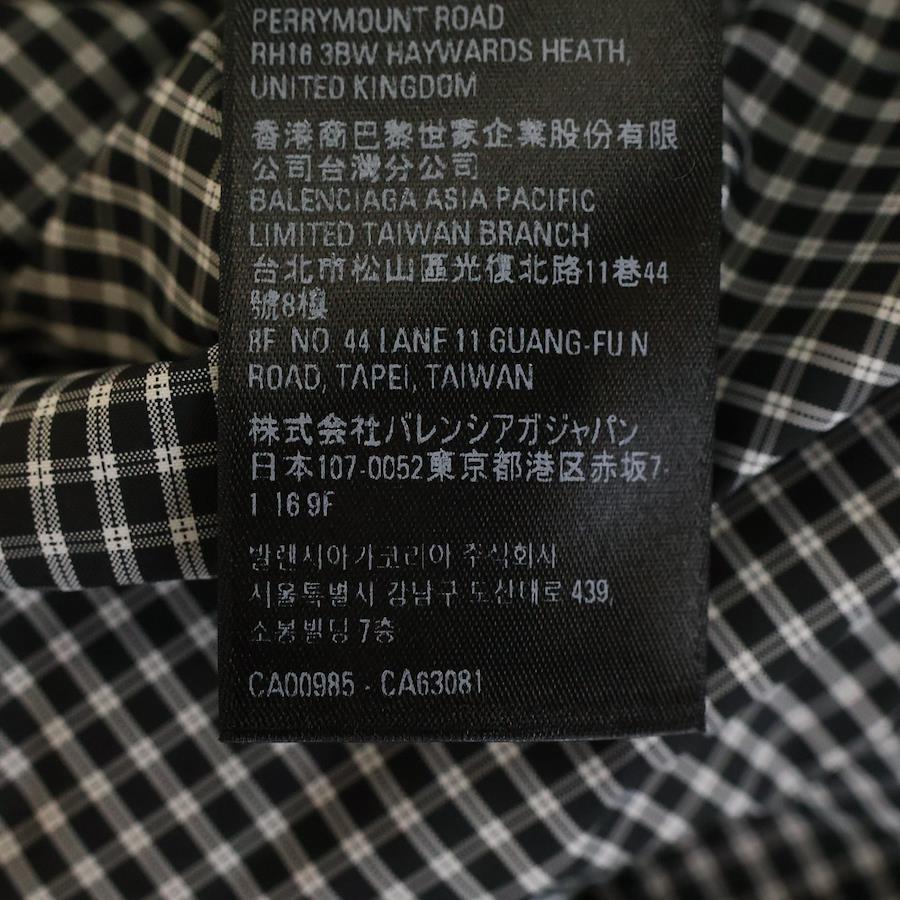 PERRYMOUNT ROAD
RH16 3BW HAYWARDS HEATH,
UNITED KINGDOM
香港商巴黎世家企業股份有限
公司台灣分公司
BALENCIAGA ASIA PACIFIC
LIMITED TAIWAN BRANCH
台北市松山區光復北路11巷44
號8樓
8F NO. 44 LANE 11 GUANG-FU N
ROAD, TAPEI, TAIWAN
株式会社バレンシアガジャパン
日本107-0052東京都港区赤坂7-
1 16 9F
발렌시아가코리아 주식회사
서울특별시 강남구 도산대로 439,
소봉빌딩 7층
CA00985 - CA63081